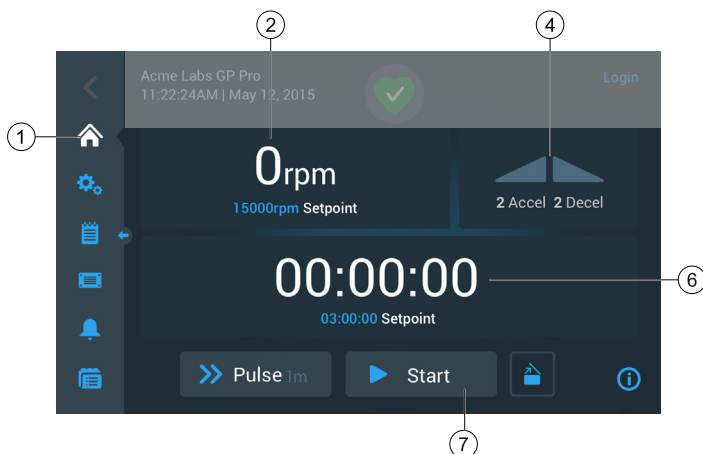 2
4
Acme Labs GP Pro
Login
11:22:24AM | May 12, 2015
1
0rpm
15000rpm Setpoint
2 Accel 2 Decel
00:00:00
6
03:00:00 Setpoint
Pulse 1m
Start
7